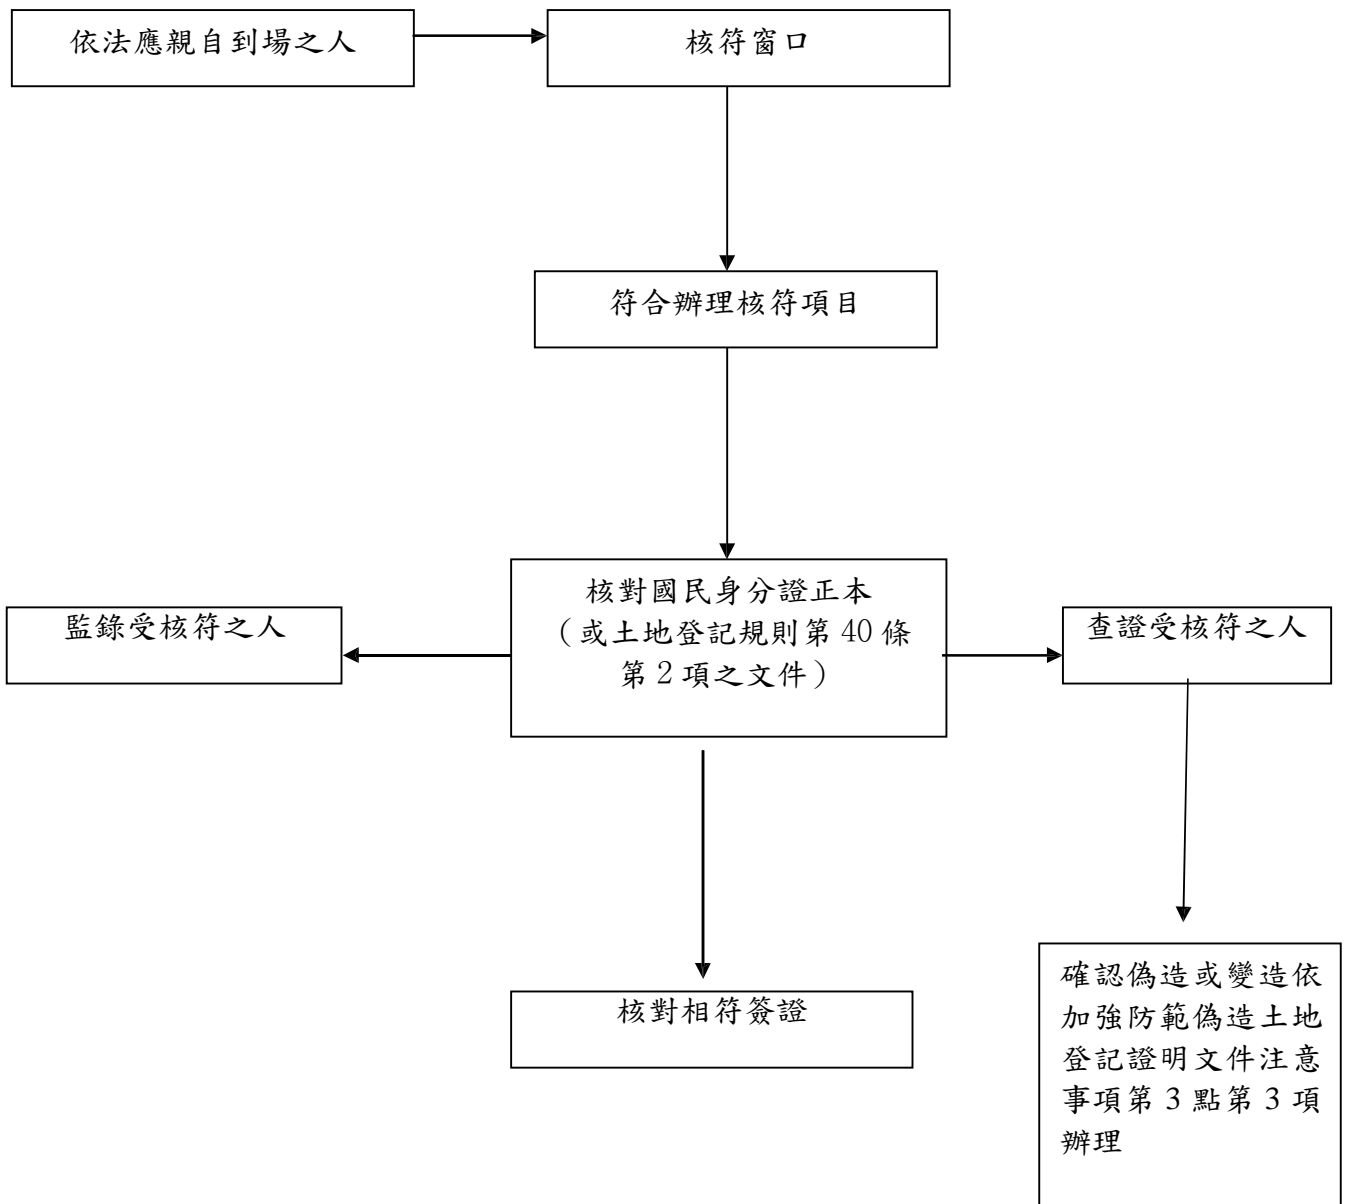 依法應親自到場之人
核符窗口
符合辦理核符項目
核對國民身分證正本
（或土地登記規則第 40 條
第 2 項之文件）
監錄受核符之人
查證受核符之人
核對相符簽證
確認偽造或變造依
加強防範偽造土地
登記證明文件注意
事項第 3 點第 3 項
辦理